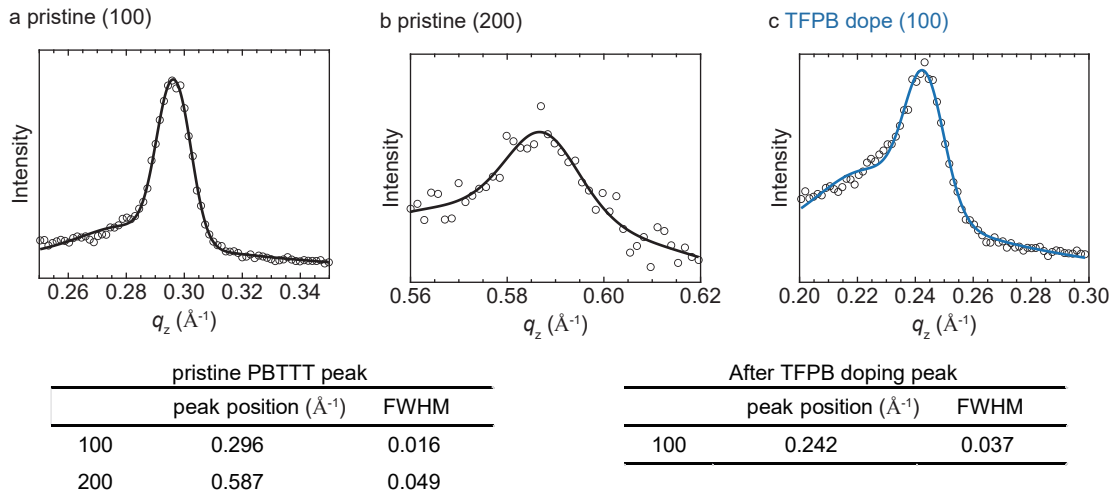 a pristine (100)
b pristine (200)
c TFPB dope (100)
Intensity
0.26 0.28 0.30 0.32 0.34
qz (Å-1)
Intensity
0.56 0.58 0.60 0.62
qz (Å-1)
Intensity
0.20 0.22 0.24 0.26 0.28 0.30
qz (Å-1)
pristine PBTTT peak
peak position (Å-1) FWHM
100 0.296 0.016
200 0.587 0.049
After TFPB doping peak
peak position (Å-1) FWHM
100 0.242 0.037